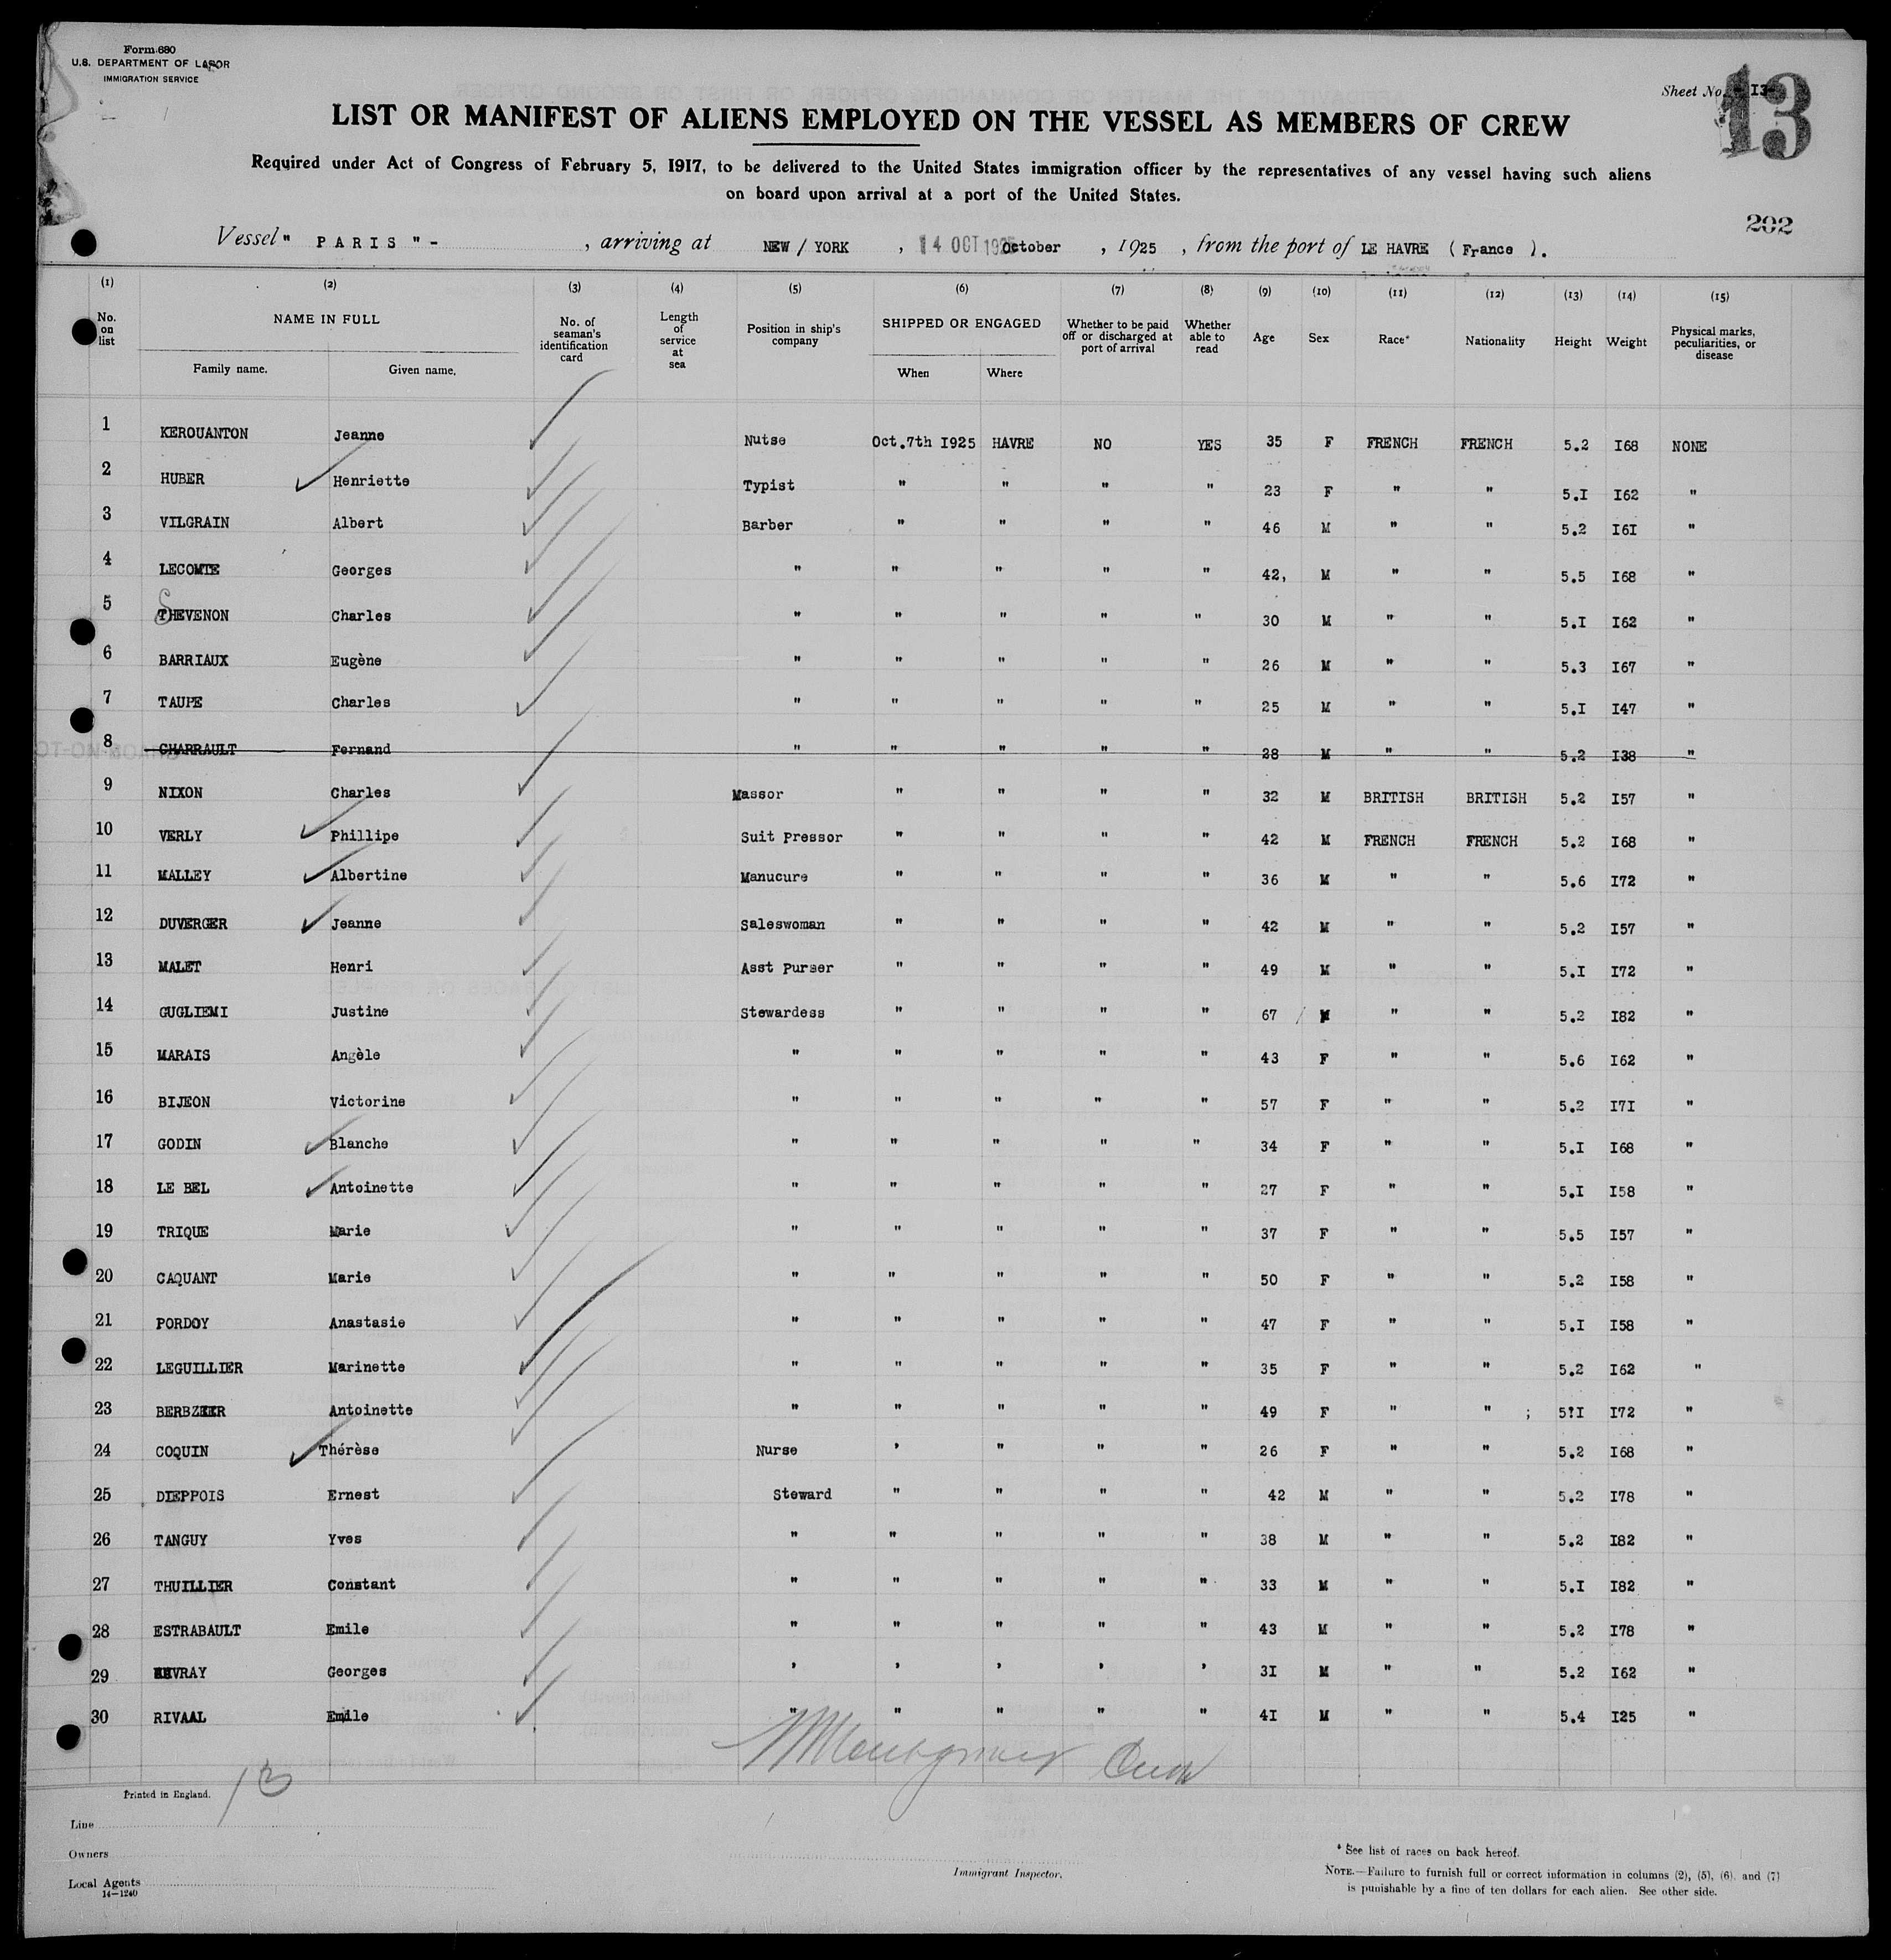 Form 680
U.S. DEPARTMENT OF LABOR
IMMIGRATION SERVICE
Sheet No. 13
13
LIST OR MANIFEST OF ALIENS EMPLOYED ON THE VESSEL AS MEMBERS OF CREW
Required under Act of Congress of February 5, 1917, to be delivered to the United States immigration officer by the representatives of any vessel having such aliens
on board upon arrival at a port of the United States.
202
Vessel " PARIS " - , arriving at NEW / YORK , 14 OCT 1925 October , 1925 , from the port of LE HAVRE ( France ).
(1) (2) (3) (4) (5) (6) (7) (8) (9) (10) (11) (12) (13) (14) (15)
No. on list NAME IN FULL No. of seaman's identification card Length of service at sea Position in ship's company SHIPPED OR ENGAGED Whether to be paid off or discharged at port of arrival Whether able to read Age Sex Race* Nationality Height Weight Physical marks, peculiarities, or disease
Family name. Given name. When Where
1 KEROUANTON Jeanne Nutse Oct.7th I925 HAVRE NO YES 35 F FRENCH FRENCH 5.2 I68 NONE
2 HUBER Henriette Typist " " " " 23 F " " 5.I I62 "
3 VILGRAIN Albert Barber " " " " 46 M " " 5.2 I6I "
4 LECOMTE Georges " " " " " 42, M " " 5.5 I68 "
5 THEVENON Charles " " " " " 30 M " " 5.I I62 "
6 BARRIAUX Eugène " " " " " 26 M " " 5.3 I67 "
7 TAUPE Charles " " " " " 25 M " " 5.I I47 "
8 CHARRAULT Fernand " " " " " 28 M " " 5.2 I38 "
9 NIXON Charles Massor " " " " 32 M BRITISH BRITISH 5.2 I57 "
10 VERLY Phillipe Suit Pressor " " " " 42 M FRENCH FRENCH 5.2 I68 "
11 MALLEY Albertine Manucure " " " " 36 M " " 5.6 I72 "
12 DUVERGER Jeanne Saleswoman " " " " 42 M " " 5.2 I57 "
13 MALET Henri Asst Purser " " " " 49 M " " 5.I I72 "
14 GUGLIEMI Justine Stewardess " " " " 67 M " " 5.2 I82 "
15 MARAIS Angèle " " " " " 43 F " " 5.6 I62 "
16 BIJEON Victorine " " " " " 57 F " " 5.2 I7I "
17 GODIN Blanche " " " " " 34 F " " 5.I I68 "
18 LE BEL Antoinette " " " " " 27 F " " 5.I I58 "
19 TRIQUE Marie " " " " " 37 F " " 5.5 I57 "
20 CAQUANT Marie " " " " " 50 F " " 5.2 I58 "
21 PORDOY Anastasie " " " " " 47 F " " 5.I I58 "
22 LEGUILLIER Marinette " " " " " 35 F " " 5.2 I62 "
23 Antoinette " " " " " 49 F " " ; 5?I I72 "
24 COQUIN Thérèse Nurse ' " " " 26 F " " 5.2 I68 "
25 DIEPPOIS Ernest Steward " " " " 42 M " " 5.2 I78 "
26 TANGUY Yves " " " " " 38 M " " 5.2 I82 "
27 THUILLIER Constant " " " " " 33 M " " 5.I I82 "
28 ESTRABAULT Emile " " " " " 43 M " " 5.2 I78 "
29 Georges ' ' ' ' ' 3I M " " 5.2 I62 "
30 RIVAAL Emile " " " " " 4I M " " 5.4 I25 "
13
Printed in England.
Line
Owners
Local Agents
14-1240
Immigrant Inspector.
* See list of races on back hereof.
NOTE.—Failure to furnish full or correct information in columns (2), (5), (6) and (7)
is punishable by a fine of ten dollars for each alien. See other side.